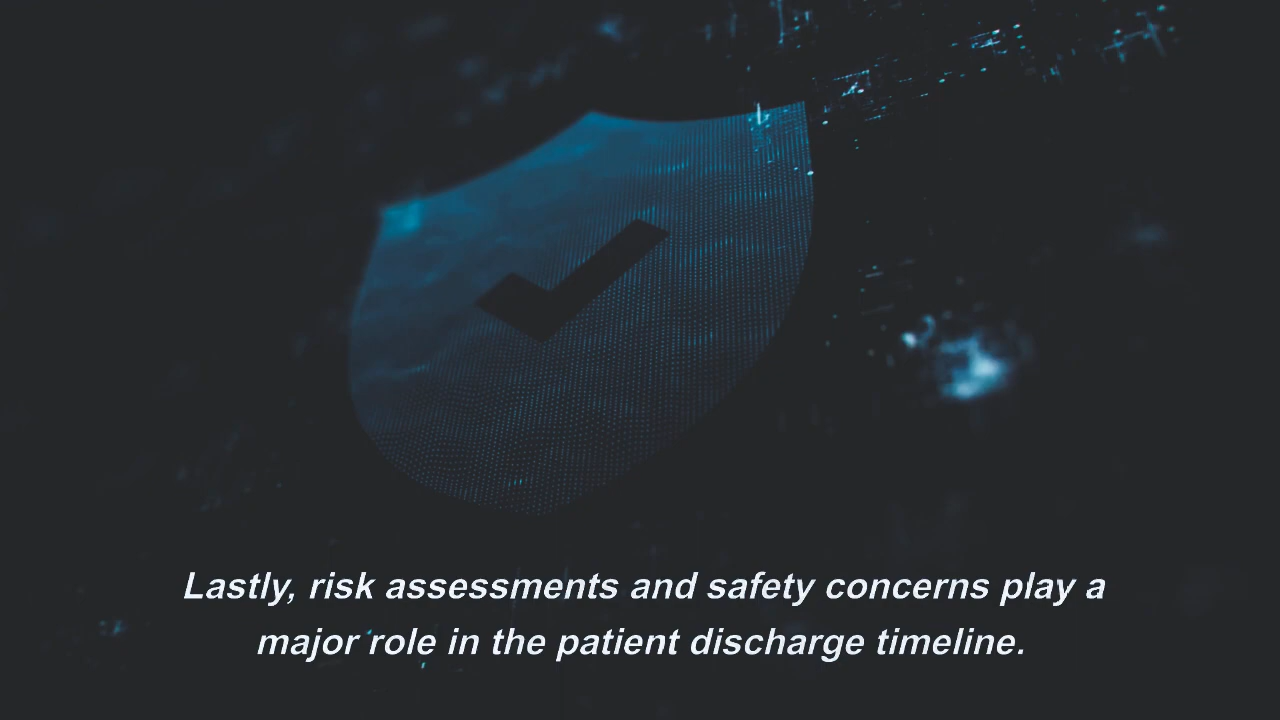 Lastly, risk assessments and safety concerns play a
major role in the patient discharge timeline.